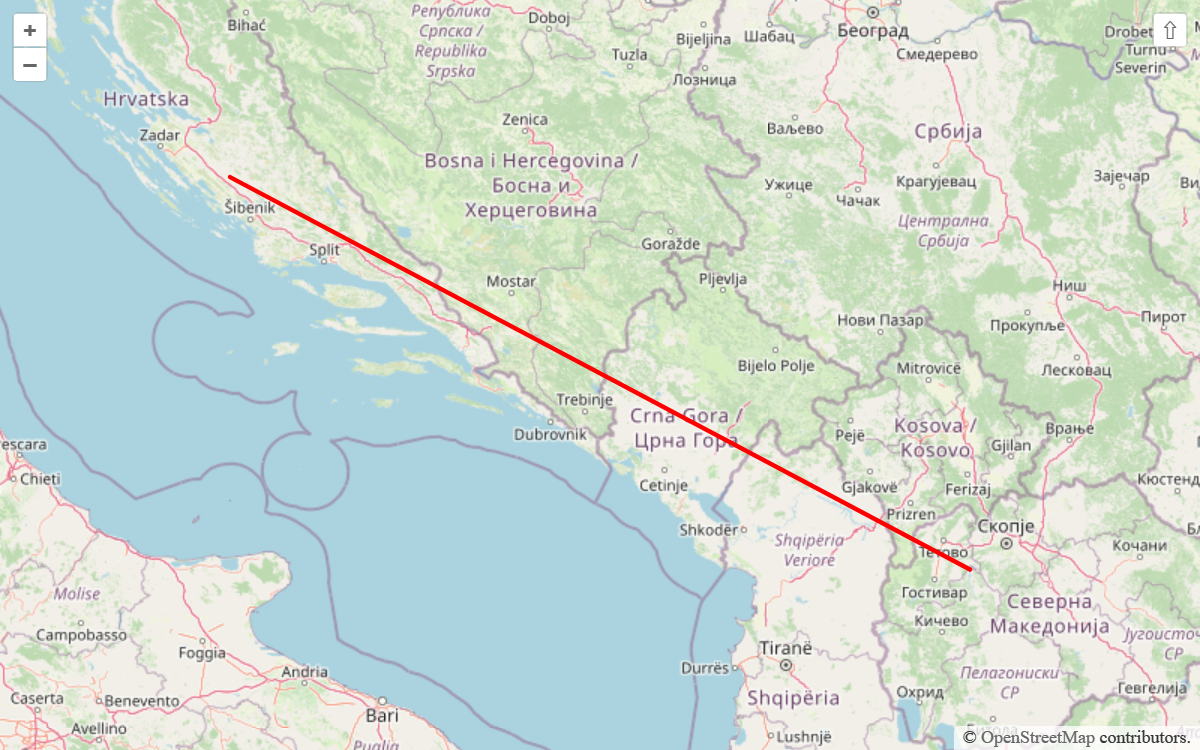 +
−
⇧
Bihać
Република
Српска /
Republika
Srpska
Doboj
Tuzla
Bijeljina
Шабац
Београд
Смедерево
Drobeta-
Turnu
Severin
Лозница
Hrvatska
Zadar
Zenica
Ваљево
Србија
Bosna i Hercegovina /
Босна и
Херцеговина
Ужице
Крагујевац
Чачак
Зајечар
Šibenik
Split
Goražde
Централна
Србија
Mostar
Pljevlja
Ниш
Пирот
Нови Пазар
Прокупље
Bijelo Polje
Mitrovicë
Лесковац
Trebinje
Dubrovnik
Crna Gora /
Црна Гора
Pejë
Kosova /
Kosovo
Gjilan
Врање
escara
Chieti
Cetinje
Gjakovë
Ferizaj
Prizren
Скопје
Shkodër
Shqipëria
Veriore
Тетово
Кочани
Molise
Гостивар
Северна
Македонија
Campobasso
Foggia
Кичево
Tiranë
Durrës
Пелагониски
СР
Andria
Caserta
Benevento
Shqipëria
Охрид
Гевгелија
Bari
Avellino
Puglia
Lushnjë
© OpenStreetMap contributors.